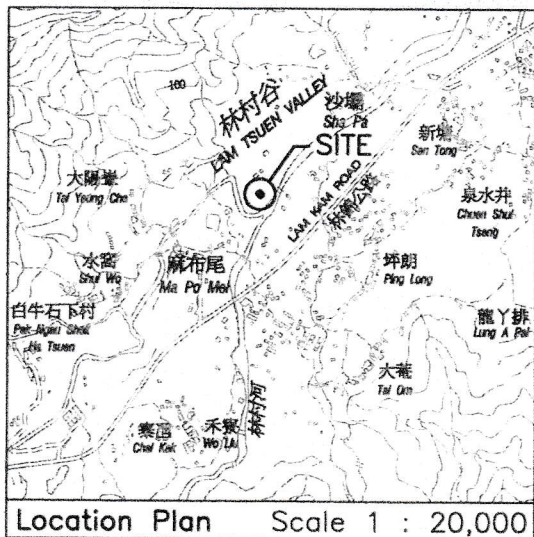 100
林村谷
LAM TSUEN VALLEY
沙壩
Sha Pa
SITE
新塘
San Tong
大陽輋
Tai Yeung Che
LAM KAM ROAD
林錦公路
泉水井
Chuen Shui
Tseng
水窩
Shui Wo
麻布尾
Ma Po Mei
坪朗
Ping Long
白牛石下村
Pak Ngau Shek
Ha Tsuen
龍丫排
Lung A Pai
大菴
Tai Om
林村河
寨乪
Chai Kek
禾寮
Wo Liu
Location Plan Scale 1 : 20,000